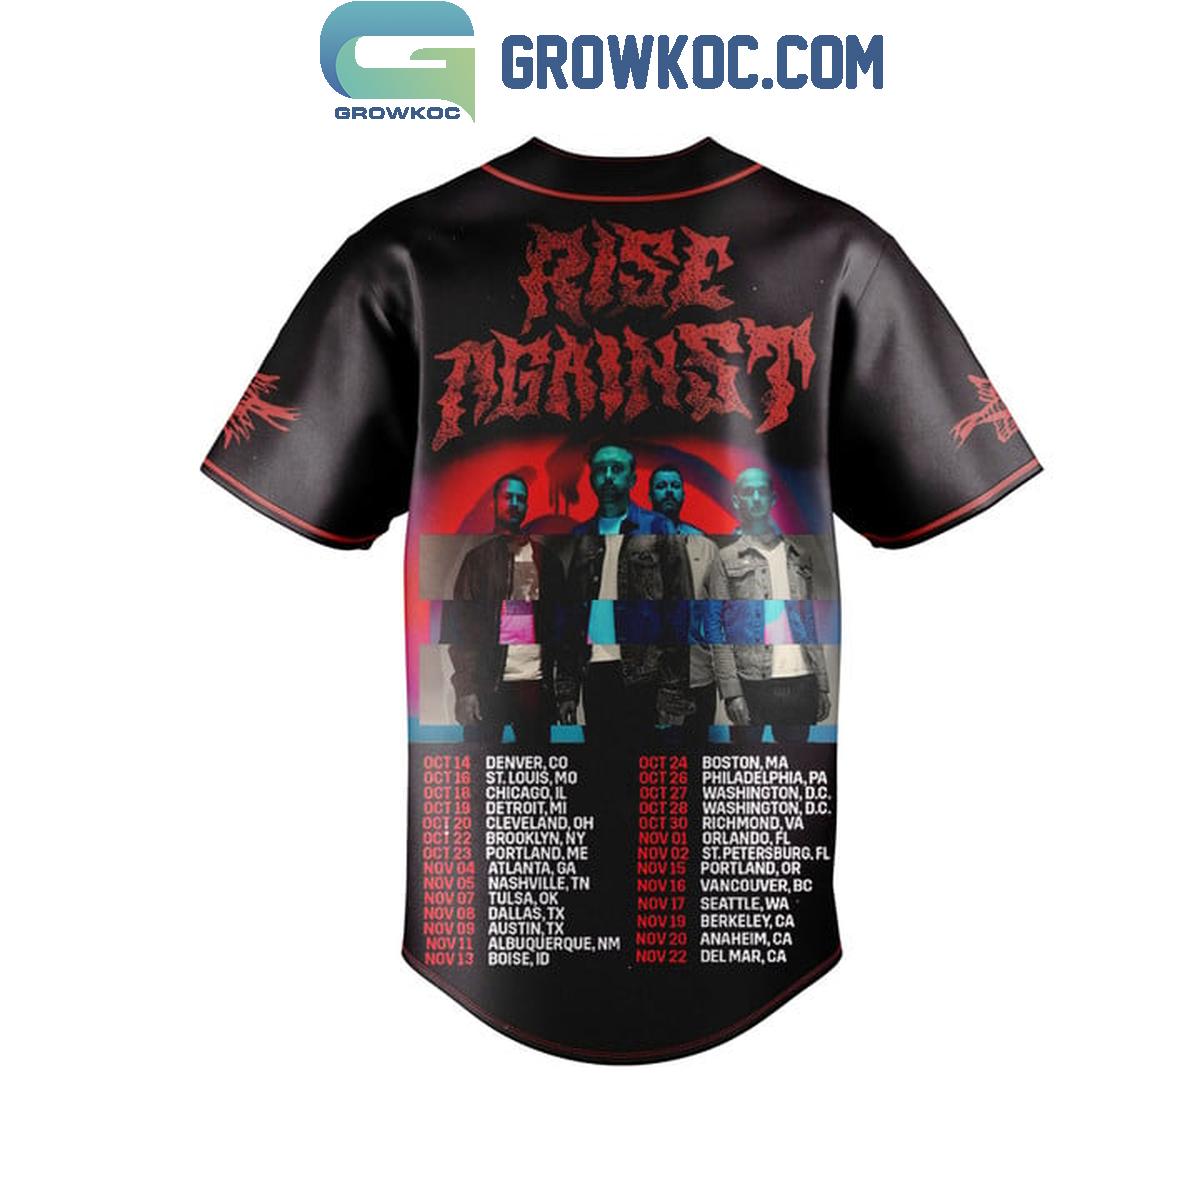 GROWKOC
GROWKOC.COM
RISE
AGAINST
OCT 14 DENVER, CO
OCT 16 ST. LOUIS, MO
OCT 18 CHICAGO, IL
OCT 19 DETROIT, MI
OCT 20 CLEVELAND, OH
OCT 22 BROOKLYN, NY
OCT 23 PORTLAND, ME
NOV 04 ATLANTA, GA
NOV 05 NASHVILLE, TN
NOV 07 TULSA, OK
NOV 08 DALLAS, TX
NOV 09 AUSTIN, TX
NOV 11 ALBUQUERQUE, NM
NOV 13 BOISE, ID
OCT 24 BOSTON, MA
OCT 26 PHILADELPHIA, PA
OCT 27 WASHINGTON, D.C.
OCT 28 WASHINGTON, D.C.
OCT 30 RICHMOND, VA
NOV 01 ORLANDO, FL
NOV 02 ST. PETERSBURG, FL
NOV 15 PORTLAND, OR
NOV 16 VANCOUVER, BC
NOV 17 SEATTLE, WA
NOV 19 BERKELEY, CA
NOV 20 ANAHEIM, CA
NOV 22 DEL MAR, CA